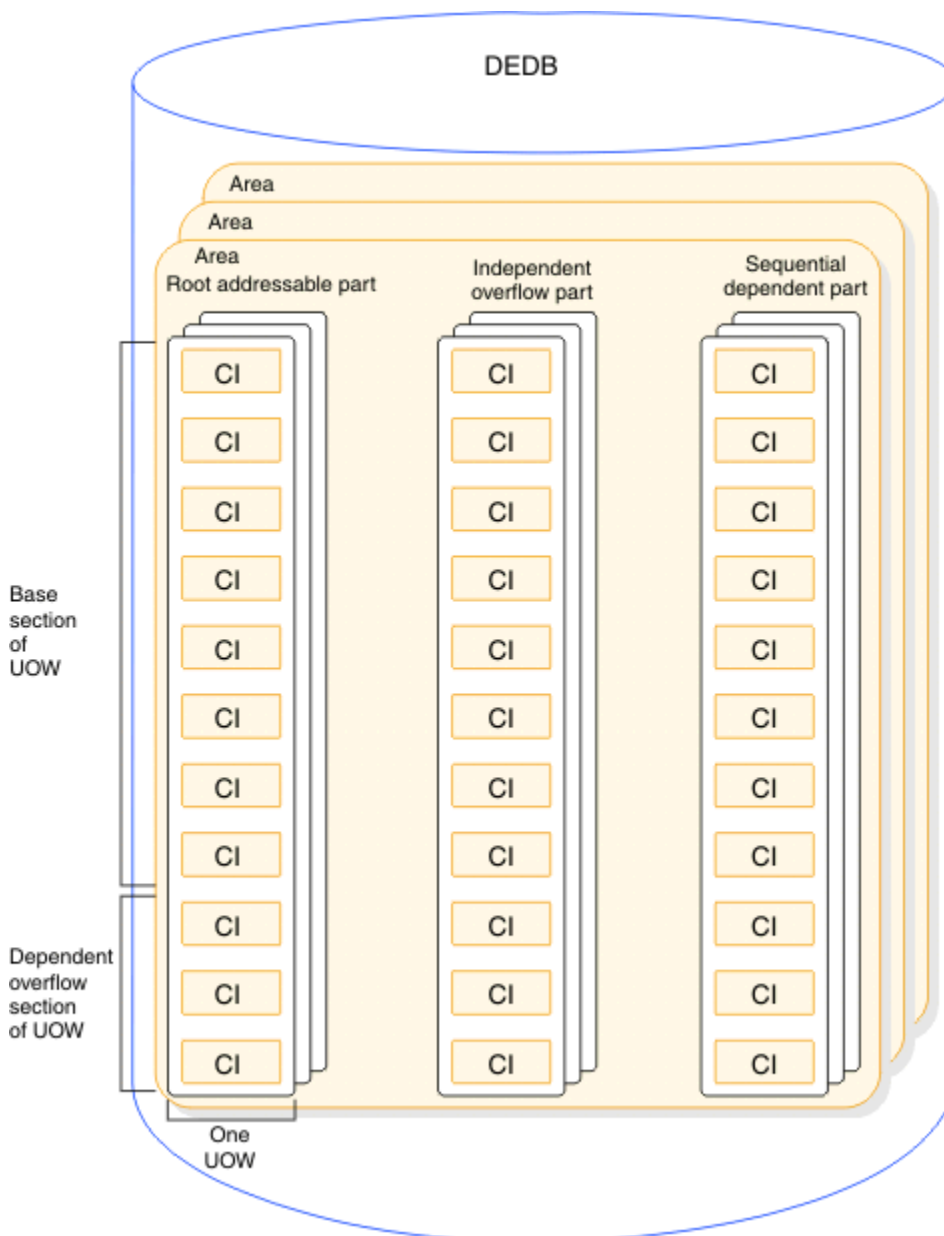 DEDB
Area
Area
Area
Root addressable part
Independent
overflow part
Sequential
dependent part
CI CI CI
CI CI CI
CI CI CI
CI CI CI
CI CI CI
CI CI CI
CI CI CI
CI CI CI
CI CI CI
CI CI CI
CI CI CI
Base
section
of
UOW
Dependent
overflow
section
of UOW
One
UOW